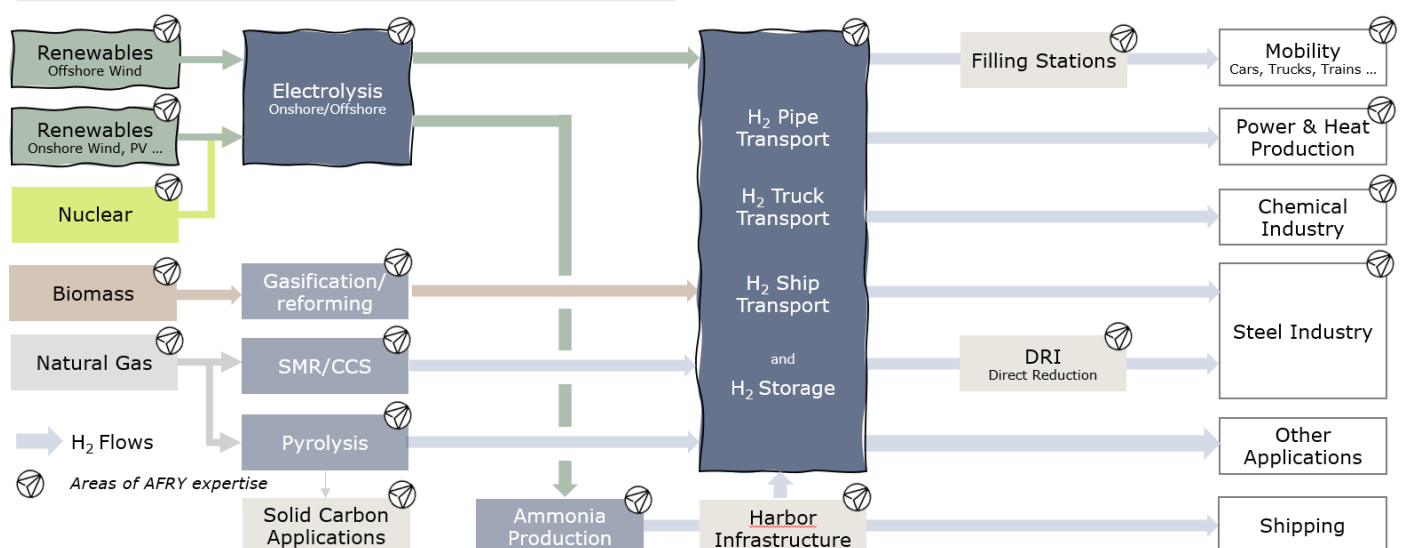 Renewables
Offshore Wind
Renewables
Onshore Wind, PV ...
Nuclear
Biomass
Natural Gas
H₂ Flows
Areas of AFRY expertise
Electrolysis
Onshore/Offshore
Gasification/
reforming
SMR/CCS
Pyrolysis
Solid Carbon
Applications
Ammonia
Production
H₂ Pipe
Transport
H₂ Truck
Transport
H₂ Ship
Transport
and
H₂ Storage
Harbor
Infrastructure
Filling Stations
DRI
Direct Reduction
Mobility
Cars, Trucks, Trains ...
Power & Heat
Production
Chemical
Industry
Steel Industry
Other
Applications
Shipping